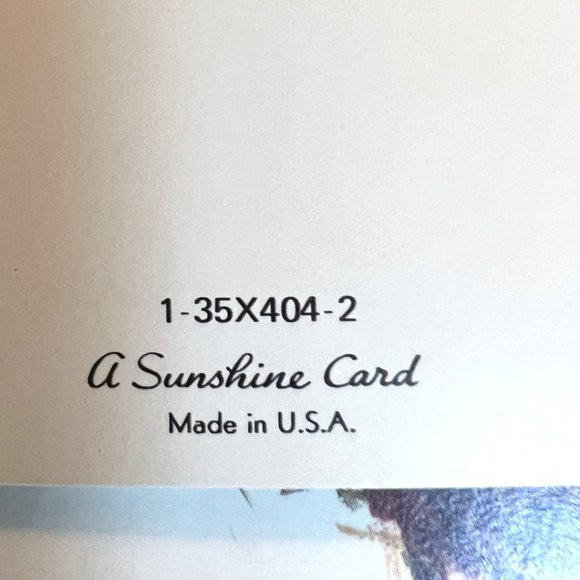 1-35X404-2
A Sunshine Card
Made in U.S.A.